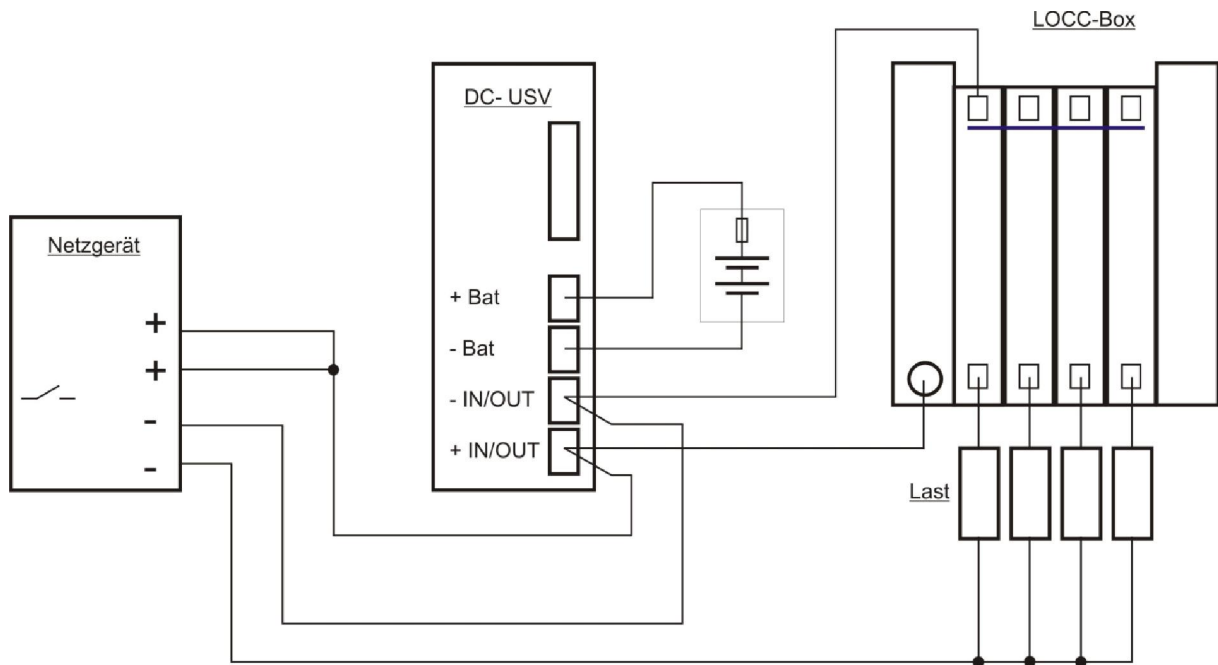 LOCC-Box
DC- USV
Netzgerät
+
+
-
-
+ Bat
- Bat
- IN/OUT
+ IN/OUT
Last